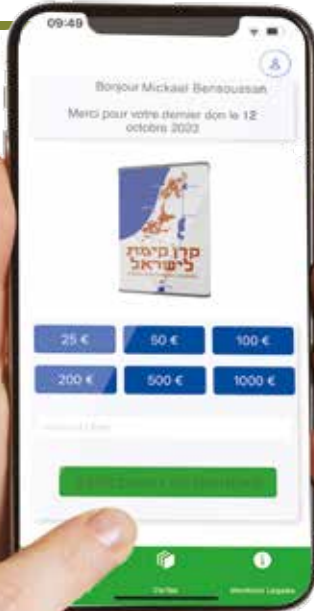 09:49
Bonjour Mickael Bensoussan
Merci pour votre dernier don le 12
octobre 2022
קרן קימת
לישראל
25 €
50 €
100 €
200 €
500 €
1000 €
Mentions Légales